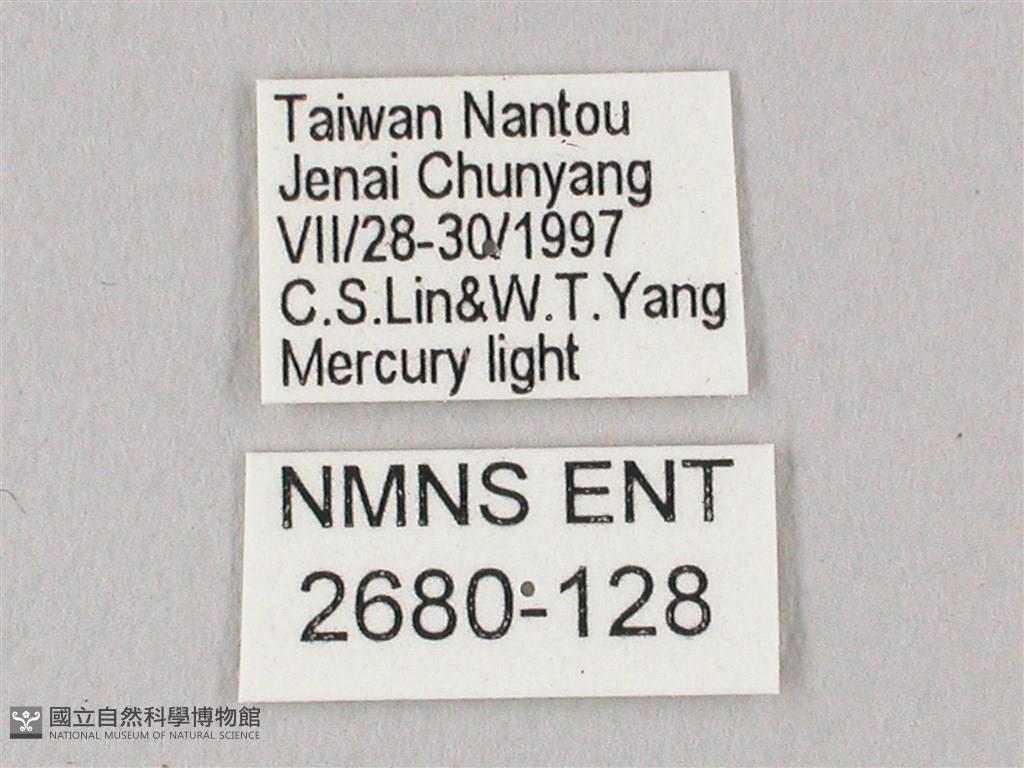 Taiwan Nantou
Jenai Chunyang
VII/28-30/1997
C.S.Lin&W.T.Yang
Mercury light
NMNS ENT
2680-128
國立自然科學博物館
NATIONAL MUSEUM OF NATURAL SCIENCE